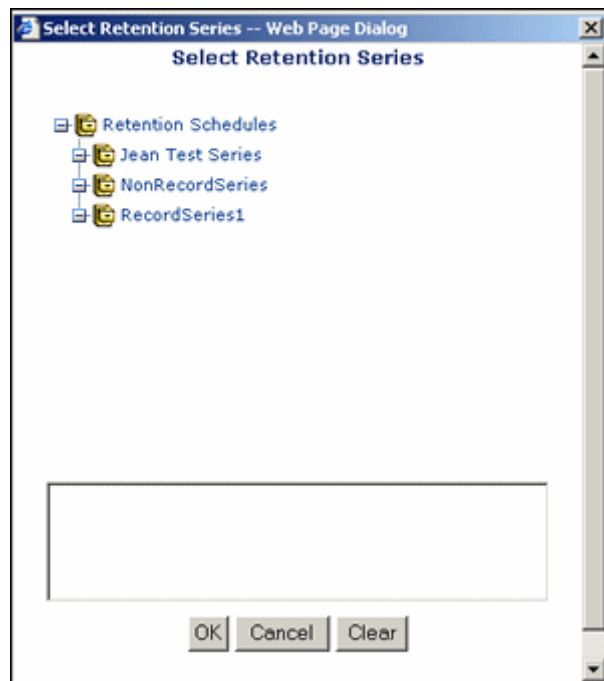 Select Retention Series -- Web Page Dialog
Select Retention Series
Retention Schedules
Jean Test Series
NonRecordSeries
RecordSeries1
OK Cancel Clear